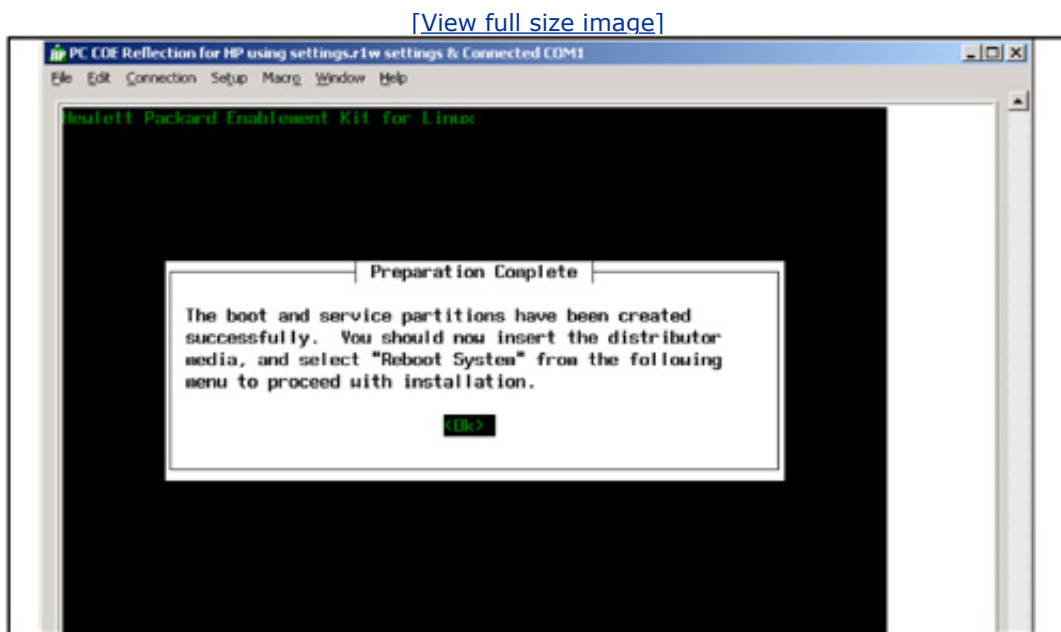 [View full size image]
PC COE Reflection for HP using settings.r1w settings & Connected COM1
File Edit Connection Setup Macro Window Help
Hewlett Packard Enablement Kit for Linux
Preparation Complete
The boot and service partitions have been created
successfully. You should now insert the distributor
media, and select "Reboot System" from the following
menu to proceed with installation.
<Ok>